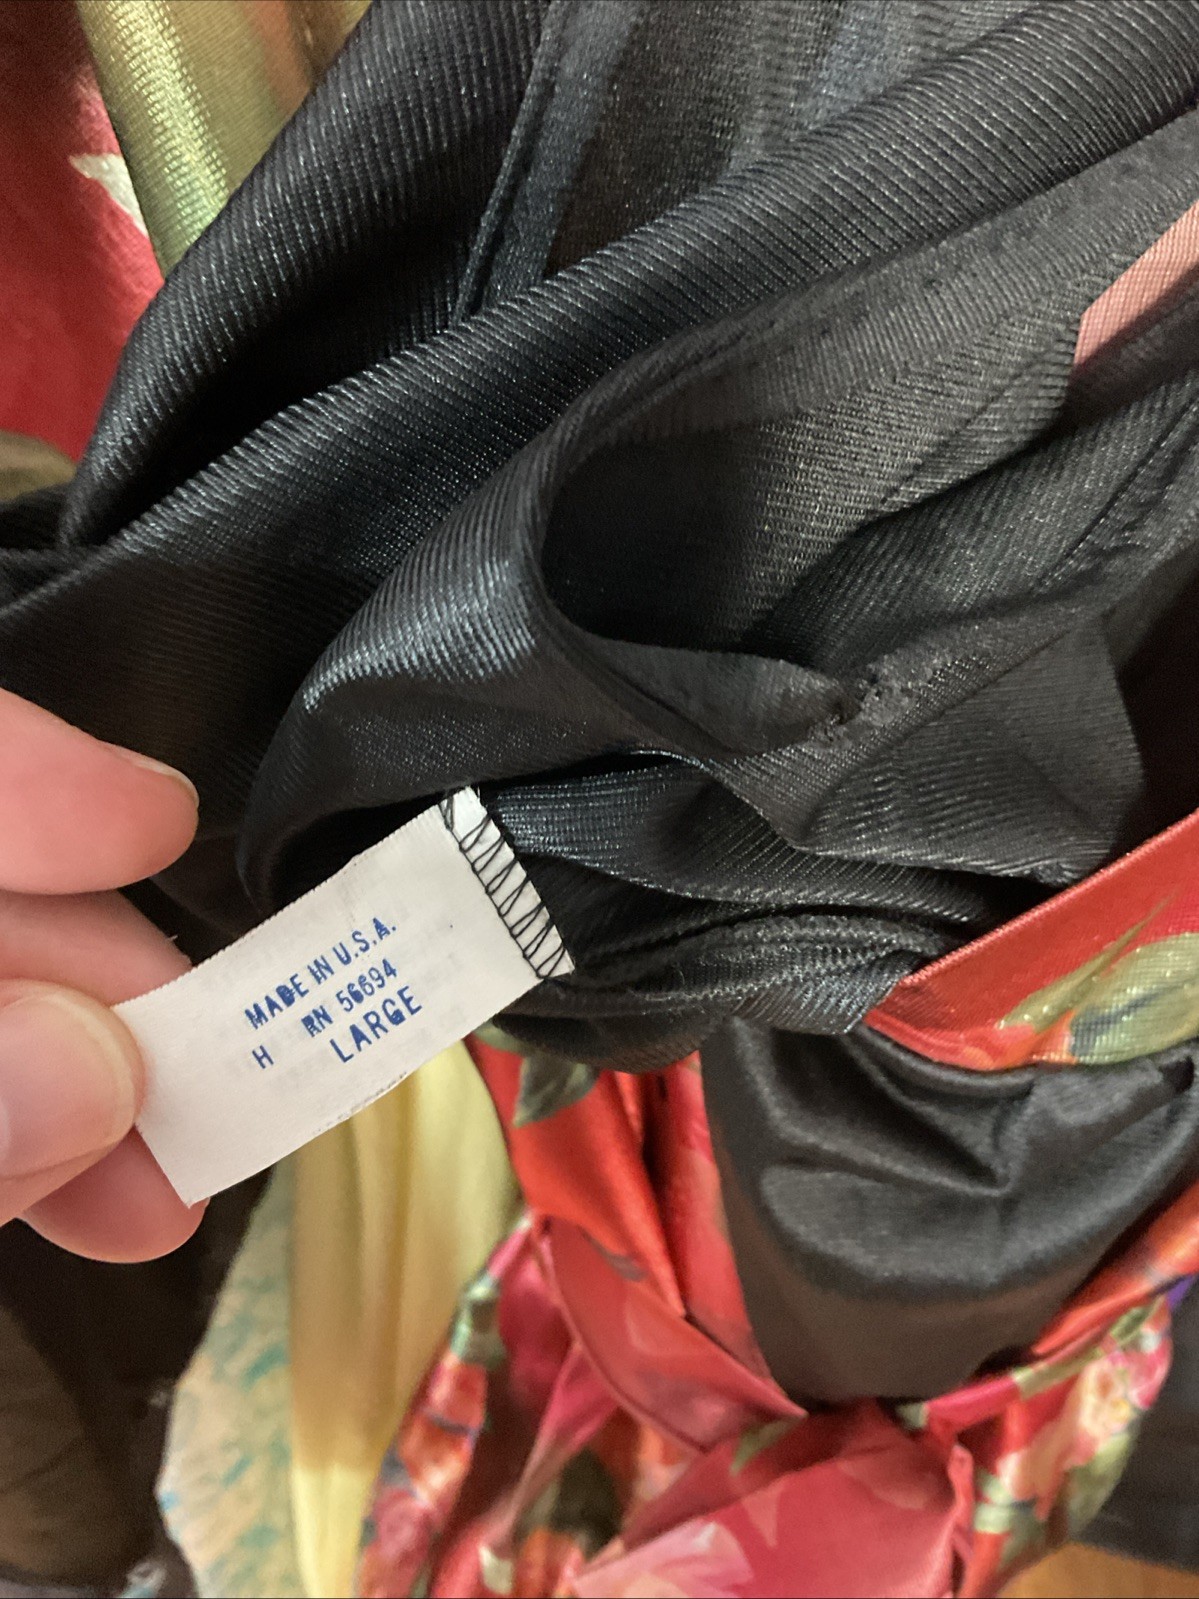 MADE IN U.S.A.
RN 56694
H LARGE